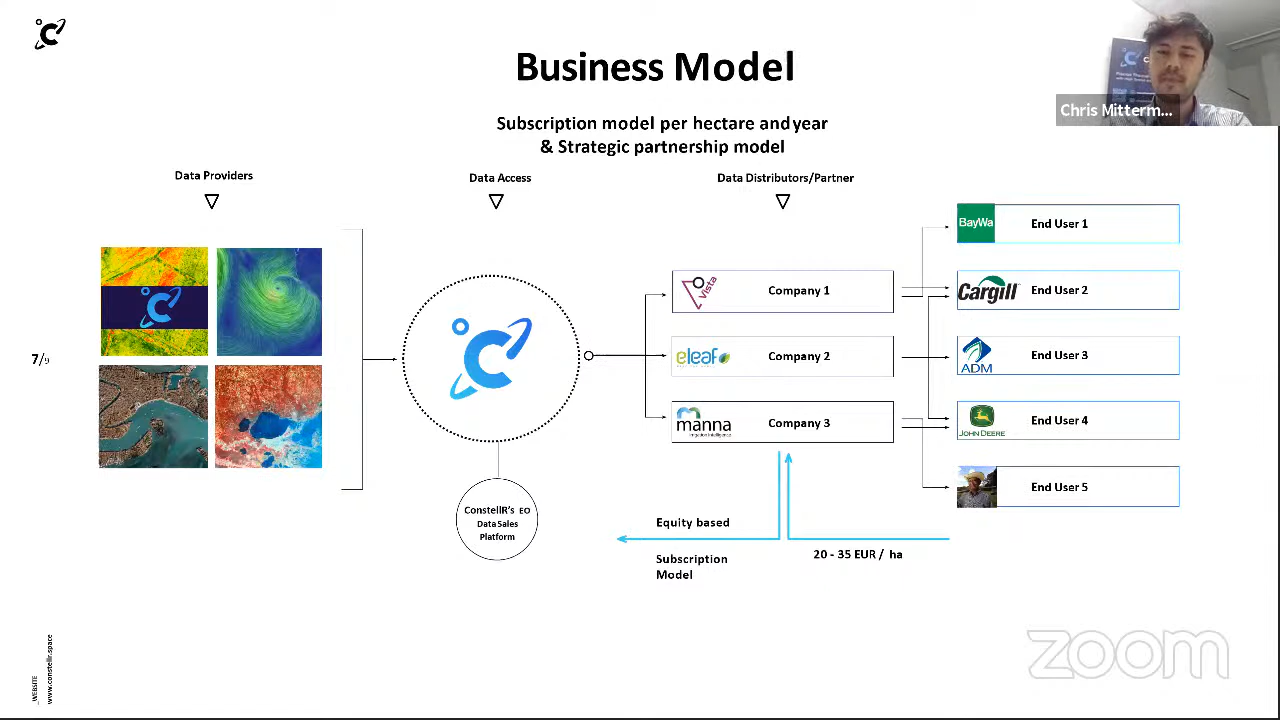 Business Model
Chris Mitterm...
Subscription model per hectare and year
& Strategic partnership model
Data Providers
Data Access
Data Distributors/Partner
BayWa
End User 1
Vista
Company 1
Cargill
End User 2
eleaf
Company 2
ADM
End User 3
manna
Irrigation Intelligence
Company 3
JOHN DEERE
End User 4
End User 5
7/9
ConstellR's EO
Data Sales
Platform
Equity based
Subscription
Model
20 - 35 EUR / ha
_WEBSITE
www.constellr.space
zoom